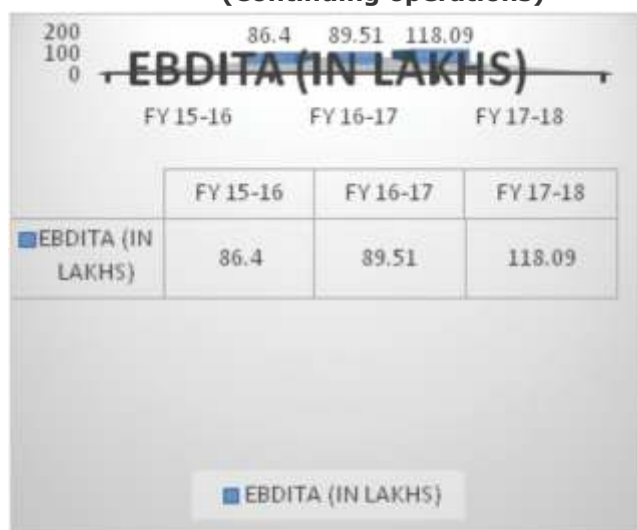 (Continuing operations)
200
100
0
86.4 89.51 118.09
EBDITA (IN LAKHS)
FY 15-16 FY 16-17 FY 17-18
FY 15-16 FY 16-17 FY 17-18
EBDITA (IN
LAKHS)
86.4 89.51 118.09
EBDITA (IN LAKHS)